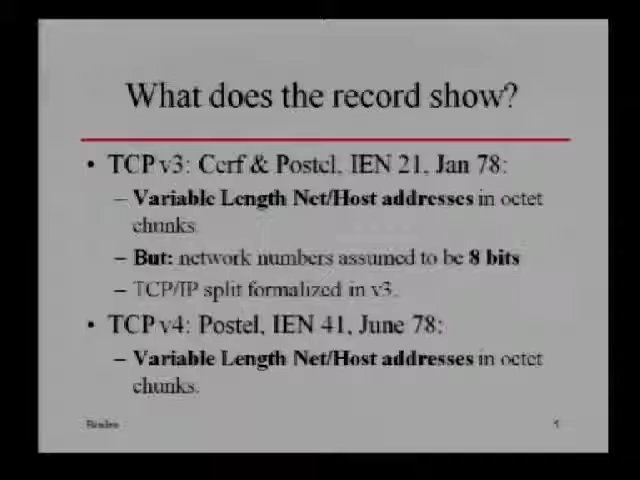 What does the record show?
• TCP v3: Cerf & Postel, IEN 21, Jan 78:
– Variable Length Net/Host addresses in octet
chunks.
– But: network numbers assumed to be 8 bits
– TCP/IP split formalized in v3.
• TCP v4: Postel, IEN 41, June 78:
– Variable Length Net/Host addresses in octet
chunks.
Braden
5